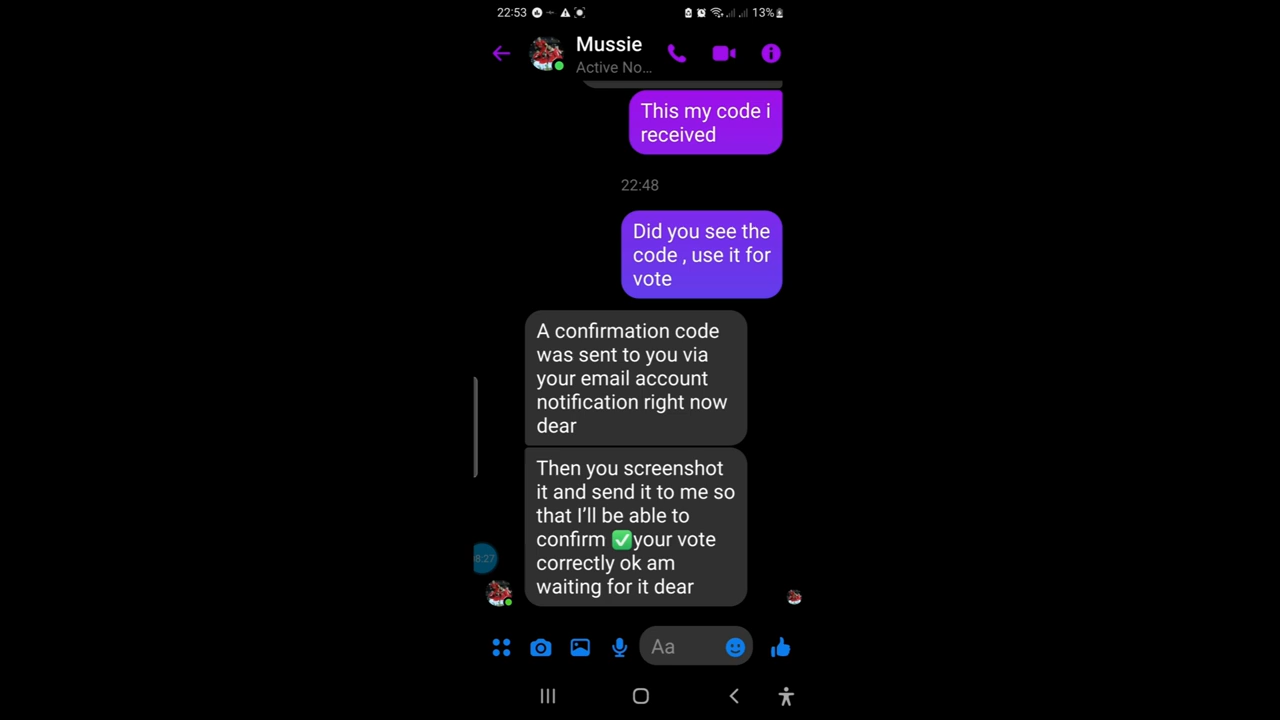 22:53
13%
Mussie
Active No...
This my code i
received
22:48
Did you see the
code , use it for
vote
A confirmation code
was sent to you via
your email account
notification right now
dear
Then you screenshot
it and send it to me so
that I’ll be able to
confirm ✅your vote
correctly ok am
waiting for it dear
8:27
Aa